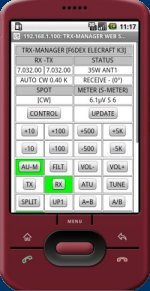 11:17
192.168.1.100: TRX-MANAGER WEB S...
TRX-MANAGER [F6DEX ELECRAFT K3]
RX - TX STATUS
7.032.00 7.032.00 35W ANT1
AUTO CW 0.40 K RECEIVE - (0.0°)
SPOT METER (S-METER)
[CW] 6.1µV S 6
CONTROL UPDATE
+10 +100 +500 +5K
-10 -100 -500 -5K
AU-M FILT VOL- VOL+
TX RX ATU TUNE
SPLIT UP1 A=B A/B
MENU